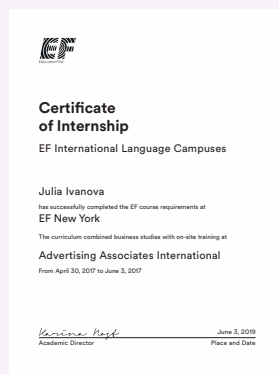 EF
Education First
Certificate
of Internship
EF International Language Campuses
Julia Ivanova
has successfully completed the EF course requirements at
EF New York
The curriculum combined business studies with on-site training at
Advertising Associates International
From April 30, 2017 to June 3, 2017
Karina
June 3, 2019
Academic Director
Place and Date